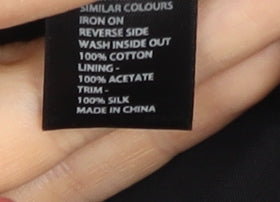 SIMILAR COLOURS
IRON ON
REVERSE SIDE
WASH INSIDE OUT
100% COTTON
LINING -
100% ACETATE
TRIM -
100% SILK
MADE IN CHINA